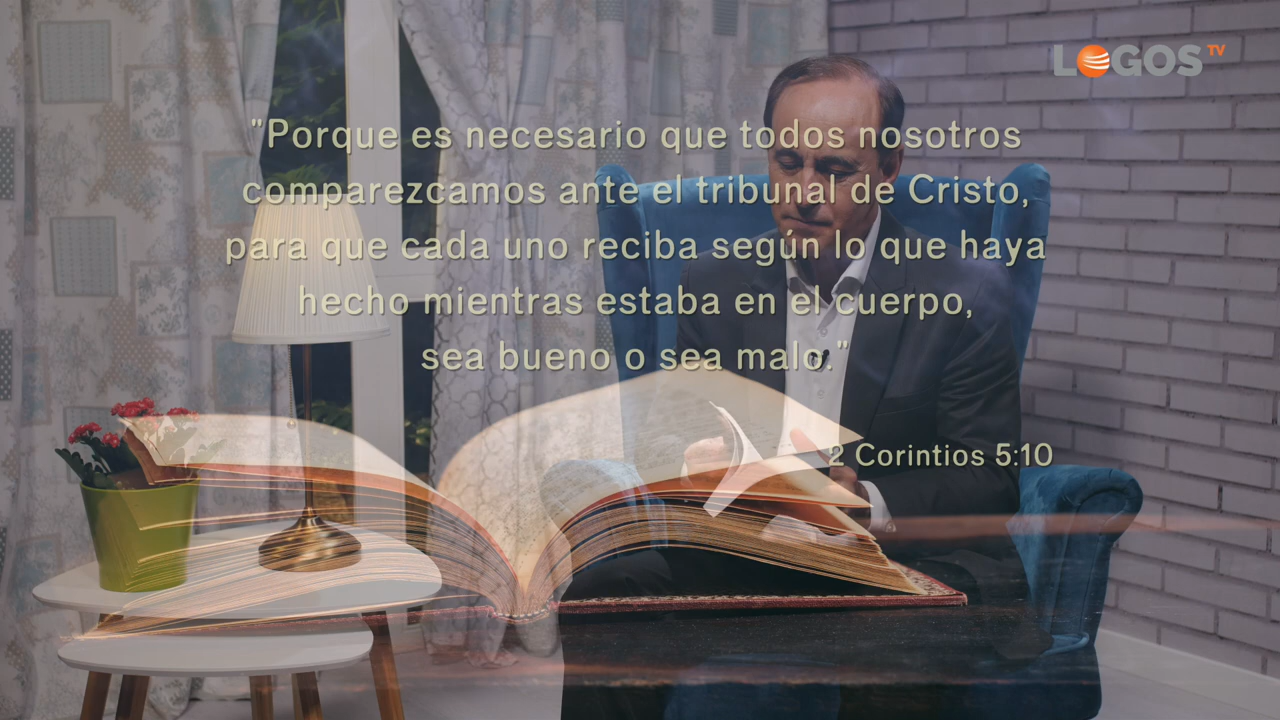 LOGOS TV
"Porque es necesario que todos nosotros
comparezcamos ante el tribunal de Cristo,
para que cada uno reciba según lo que haya
hecho mientras estaba en el cuerpo,
sea bueno o sea malo."
2 Corintios 5:10